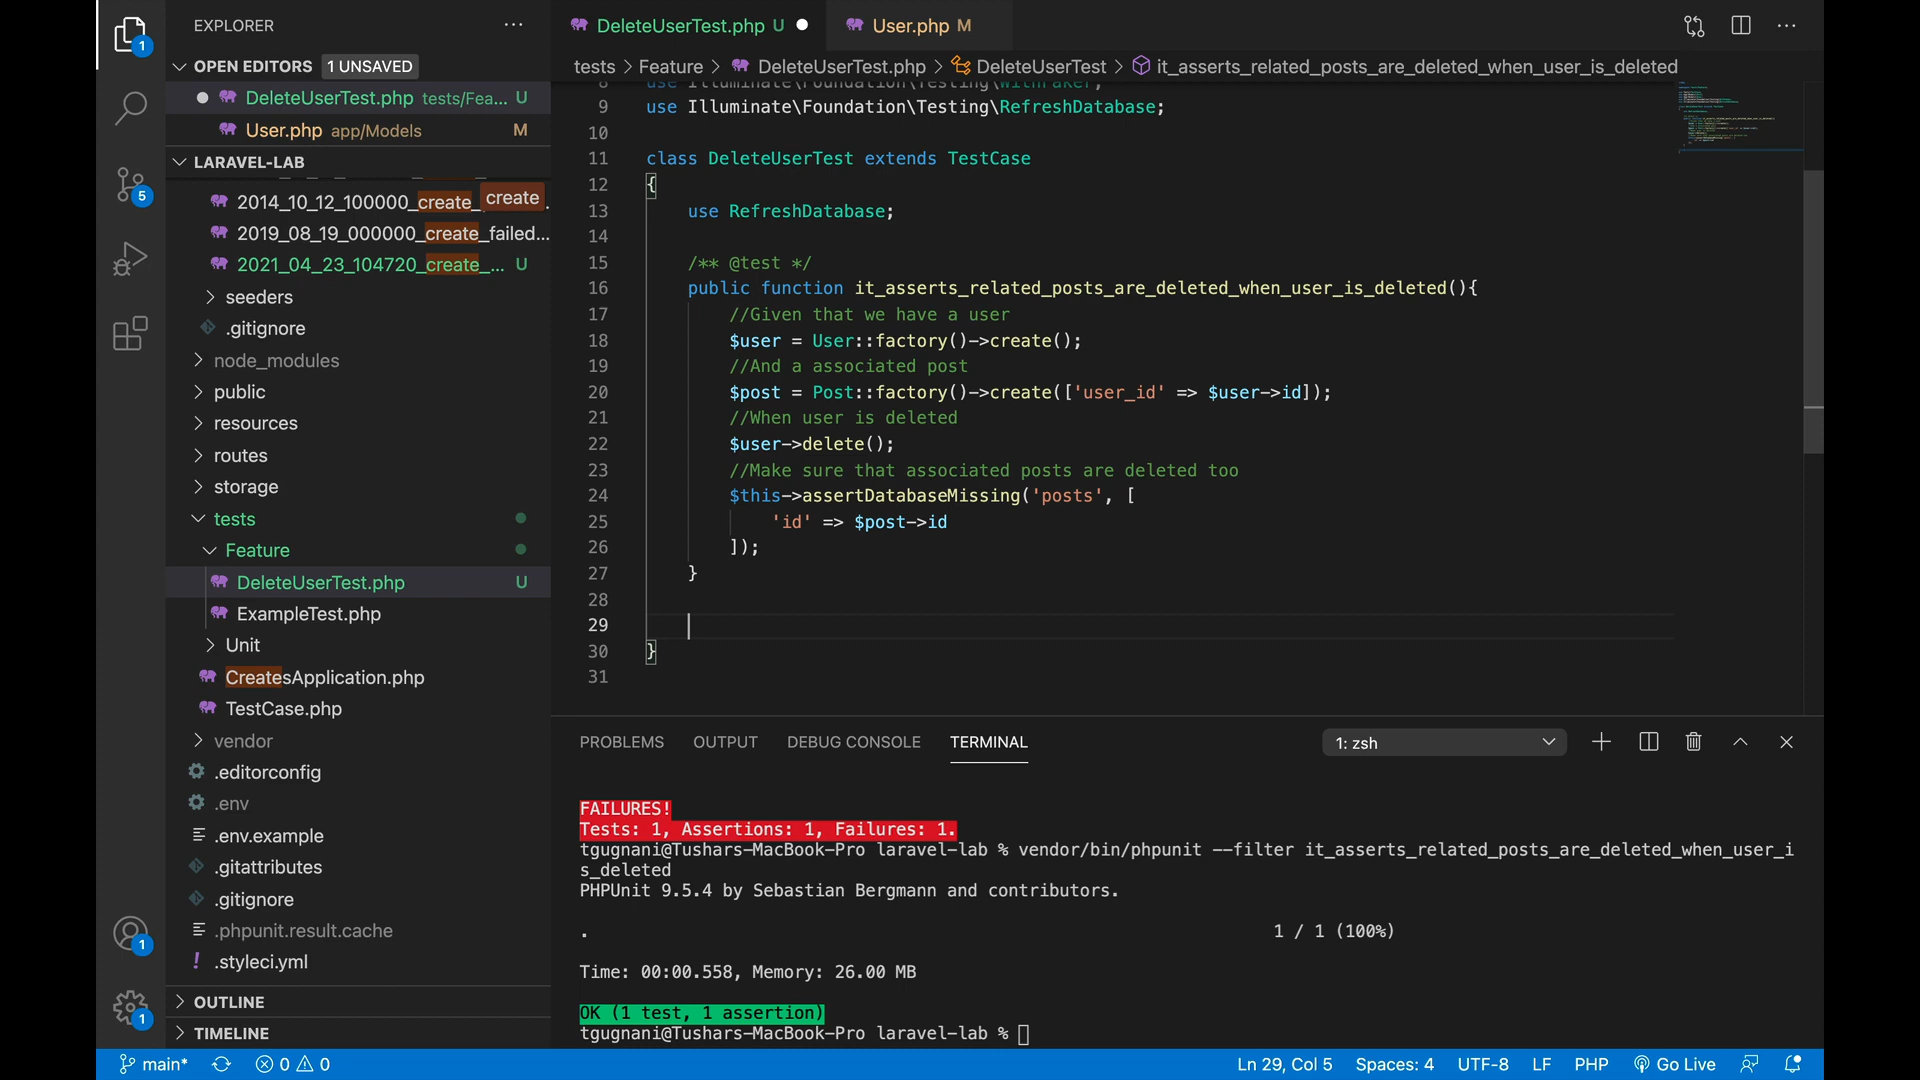 EXPLORER
OPEN EDITORS 1 UNSAVED
DeleteUserTest.php tests/Fea... U
User.php app/Models M
LARAVEL-LAB
2014_10_12_100000_create_ create .
2019_08_19_000000_create_failed...
2021_04_23_104720_create_... U
seeders
.gitignore
node_modules
public
resources
routes
storage
tests
Feature
DeleteUserTest.php U
ExampleTest.php
Unit
CreatesApplication.php
TestCase.php
vendor
.editorconfig
.env
.env.example
.gitattributes
.gitignore
.phpunit.result.cache
.styleci.yml
OUTLINE
TIMELINE
1
5
1
1
DeleteUserTest.php U
User.php M
tests > Feature > DeleteUserTest.php > DeleteUserTest > it_asserts_related_posts_are_deleted_when_user_is_deleted
8 use Illuminate\Foundation\Testing\WithFaker;
9 use Illuminate\Foundation\Testing\RefreshDatabase;
10
11 class DeleteUserTest extends TestCase
12 {
13 use RefreshDatabase;
14
15 /** @test */
16 public function it_asserts_related_posts_are_deleted_when_user_is_deleted(){
17 //Given that we have a user
18 $user = User::factory()->create();
19 //And a associated post
20 $post = Post::factory()->create(['user_id' => $user->id]);
21 //When user is deleted
22 $user->delete();
23 //Make sure that associated posts are deleted too
24 $this->assertDatabaseMissing('posts', [
25 'id' => $post->id
26 ]);
27 }
28
29
30 }
31
PROBLEMS OUTPUT DEBUG CONSOLE TERMINAL 1: zsh
FAILURES!
Tests: 1, Assertions: 1, Failures: 1.
tgugnani@Tushars-MacBook-Pro laravel-lab % vendor/bin/phpunit --filter it_asserts_related_posts_are_deleted_when_user_i
s_deleted
PHPUnit 9.5.4 by Sebastian Bergmann and contributors.
. 1 / 1 (100%)
Time: 00:00.558, Memory: 26.00 MB
OK (1 test, 1 assertion)
tgugnani@Tushars-MacBook-Pro laravel-lab %
main* 0 0 Ln 29, Col 5 Spaces: 4 UTF-8 LF PHP Go Live